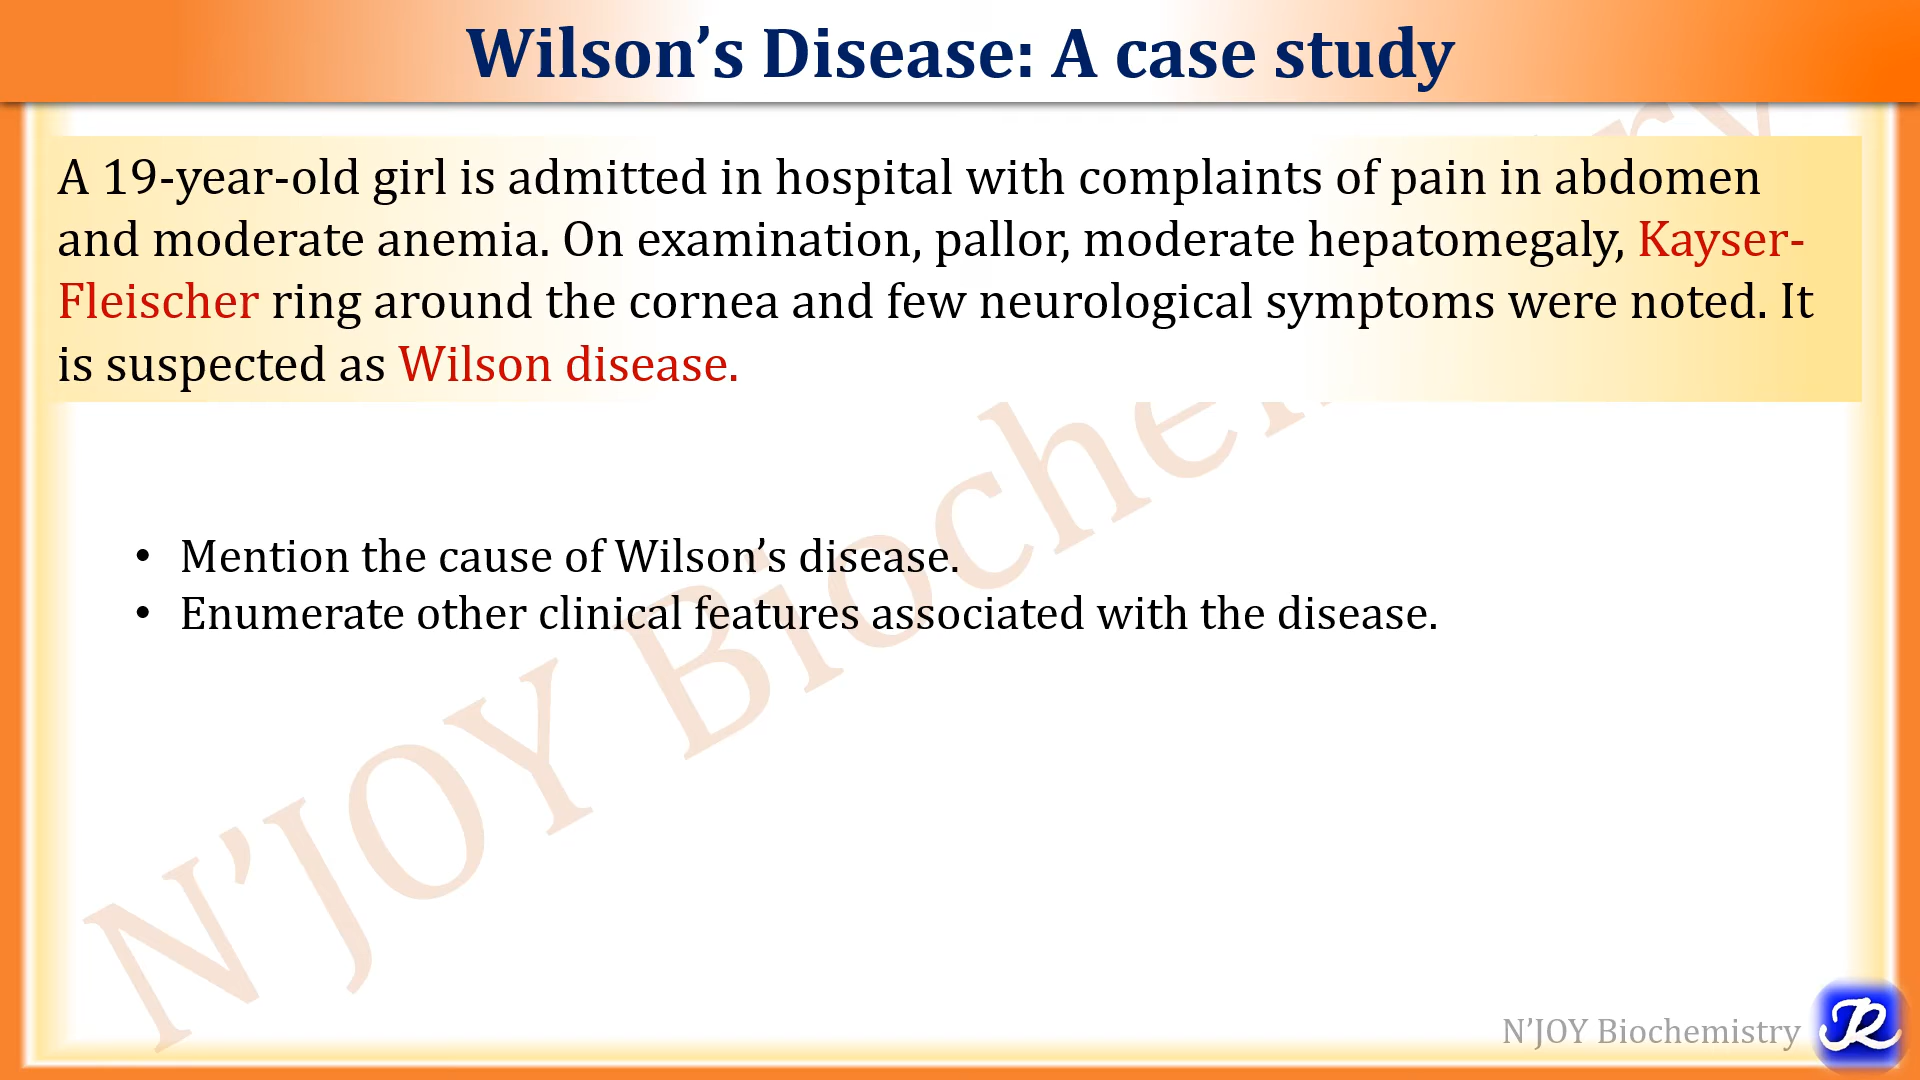 Wilson’s Disease: A case study
A 19-year-old girl is admitted in hospital with complaints of pain in abdomen
and moderate anemia. On examination, pallor, moderate hepatomegaly, Kayser-
Fleischer ring around the cornea and few neurological symptoms were noted. It
is suspected as Wilson disease.
• Mention the cause of Wilson’s disease.
• Enumerate other clinical features associated with the disease.
N’JOY Biochemistry
N’JOY Biochemistry